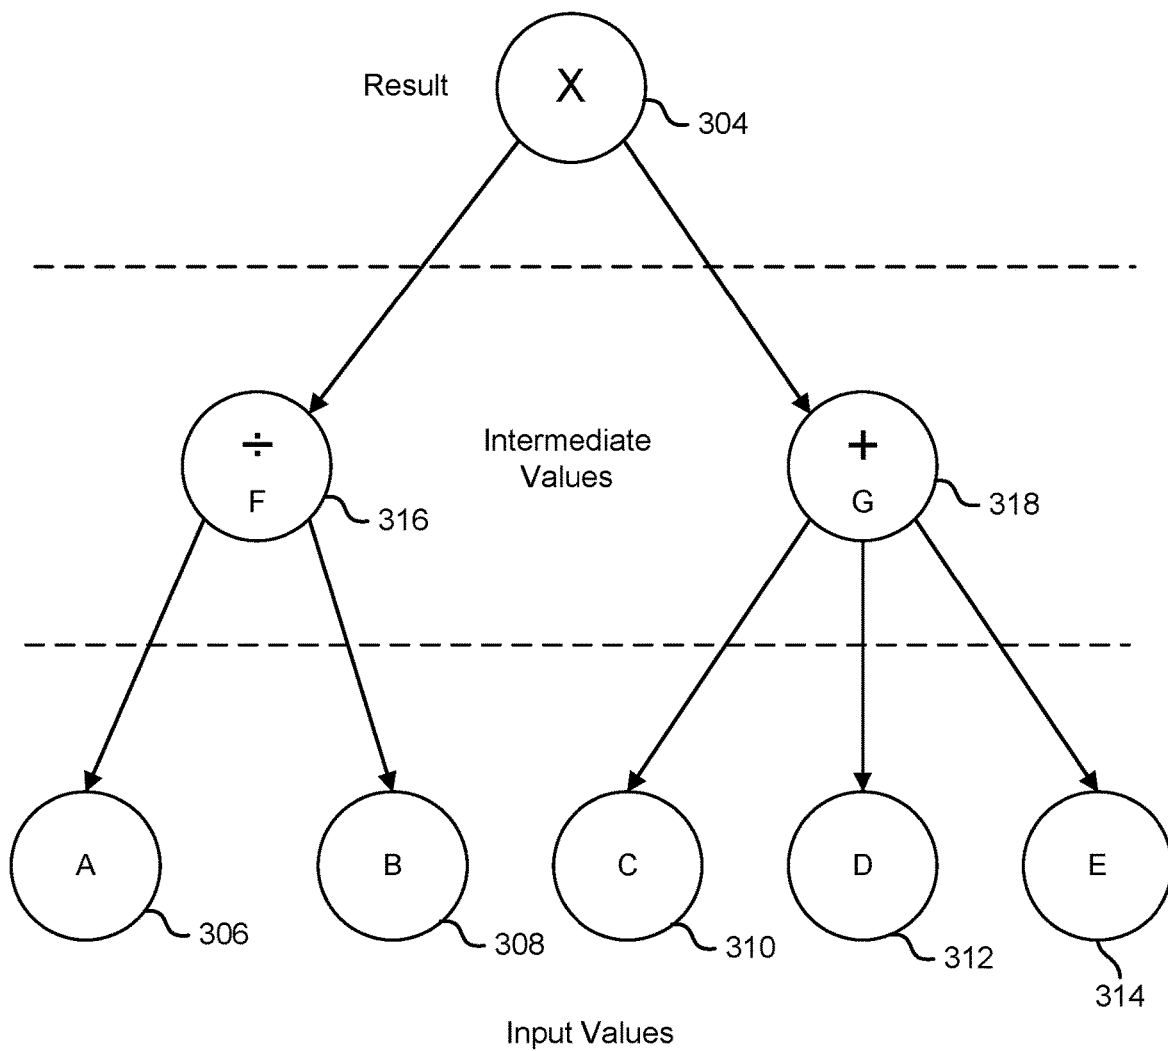 Result
X
304
÷
F
316
Intermediate
Values
+
G
318
A
306
B
308
C
310
D
312
E
314
Input Values